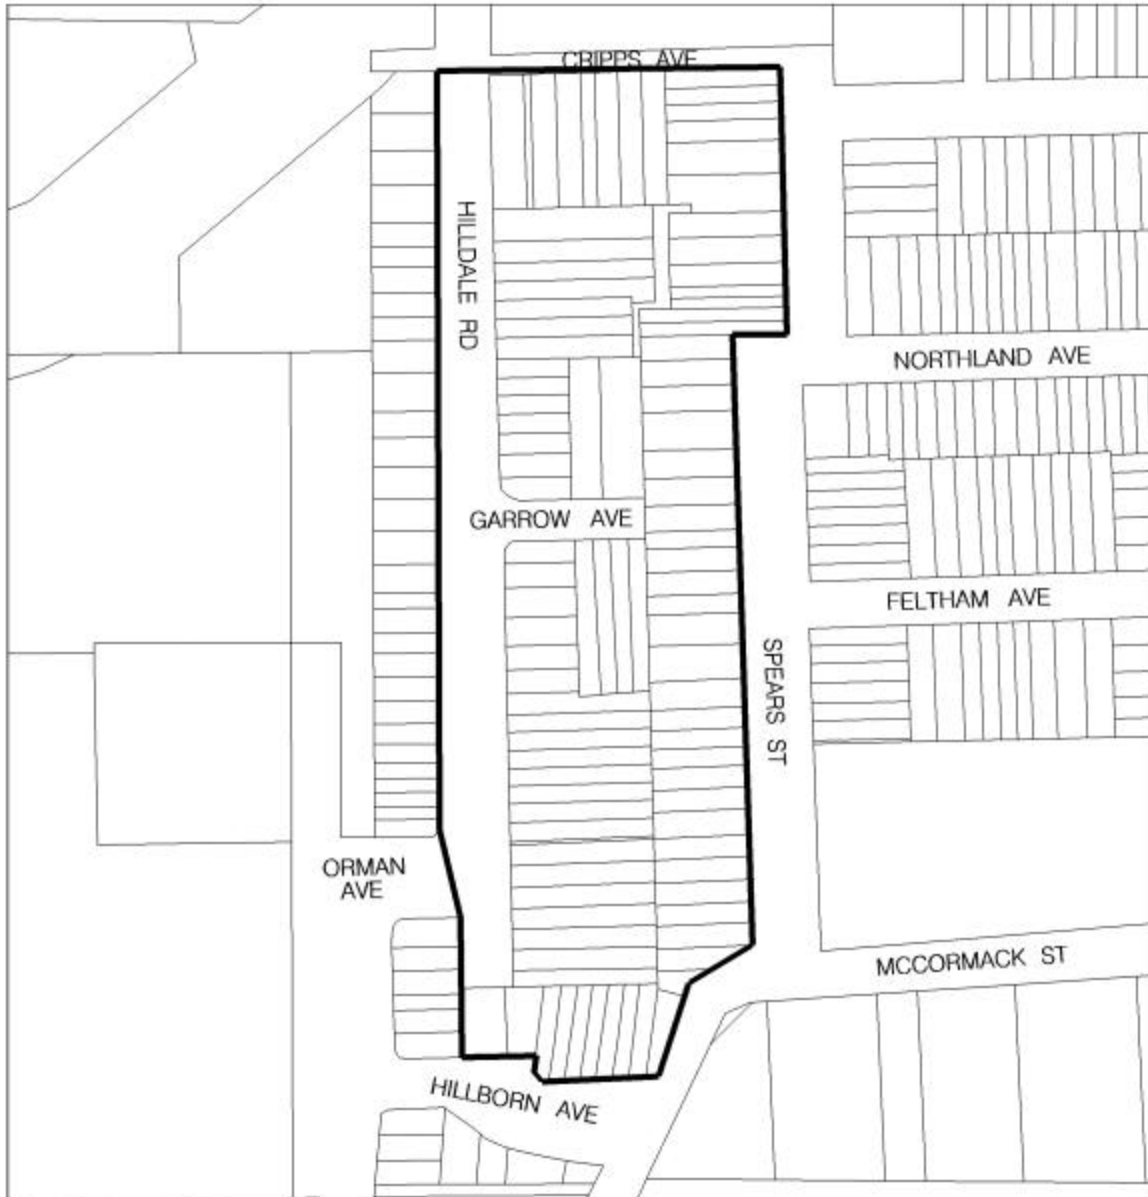 CRIPPS AVE
HILLDALE RD
NORTHLAND AVE
GARROW AVE
FELTHAM AVE
SPEARS ST
ORMAN
AVE
MCCORMACK ST
HILLBORN AVE